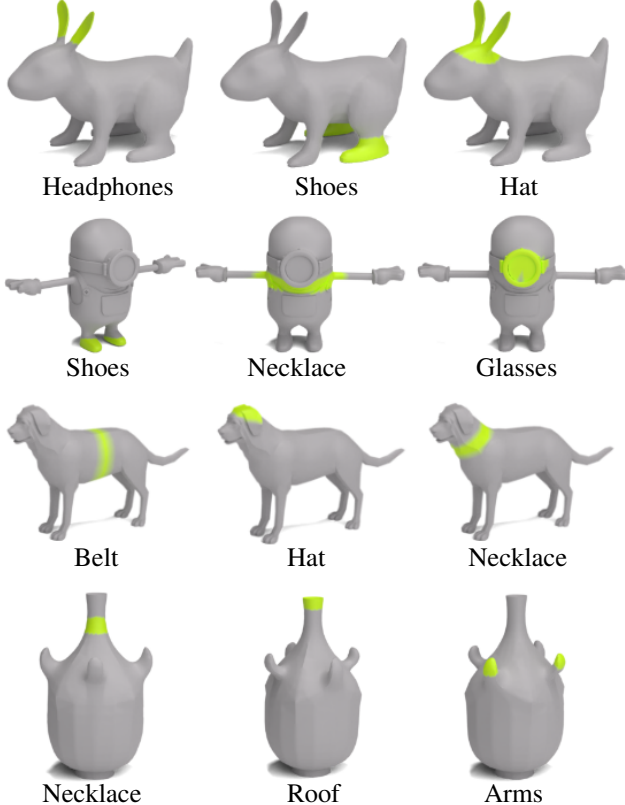 Headphones Shoes Hat
Shoes Necklace Glasses
Belt Hat Necklace
Necklace Roof Arms